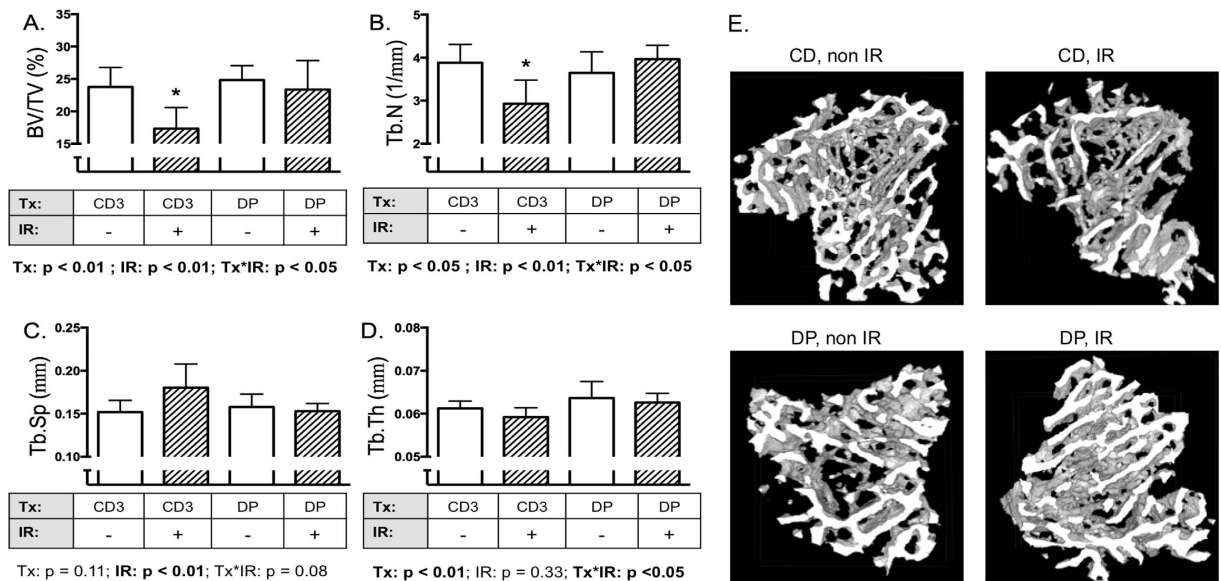 A.
BV/TV (%)
35
30
25
20
15
*
Tx: CD3 CD3 DP DP
IR: - + - +
Tx: p < 0.01 ; IR: p < 0.01; Tx*IR: p < 0.05
B.
Tb.N (1/mm)
5
4
3
2
*
Tx: CD3 CD3 DP DP
IR: - + - +
Tx: p < 0.05 ; IR: p < 0.01; Tx*IR: p < 0.05
C.
Tb.Sp (mm)
0.25
0.20
0.15
0.10
Tx: CD3 CD3 DP DP
IR: - + - +
Tx: p = 0.11; IR: p < 0.01; Tx*IR: p = 0.08
D.
Tb.Th (mm)
0.08
0.07
0.06
0.05
Tx: CD3 CD3 DP DP
IR: - + - +
Tx: p < 0.01; IR: p = 0.33; Tx*IR: p <0.05
E.
CD, non IR
CD, IR
DP, non IR
DP, IR